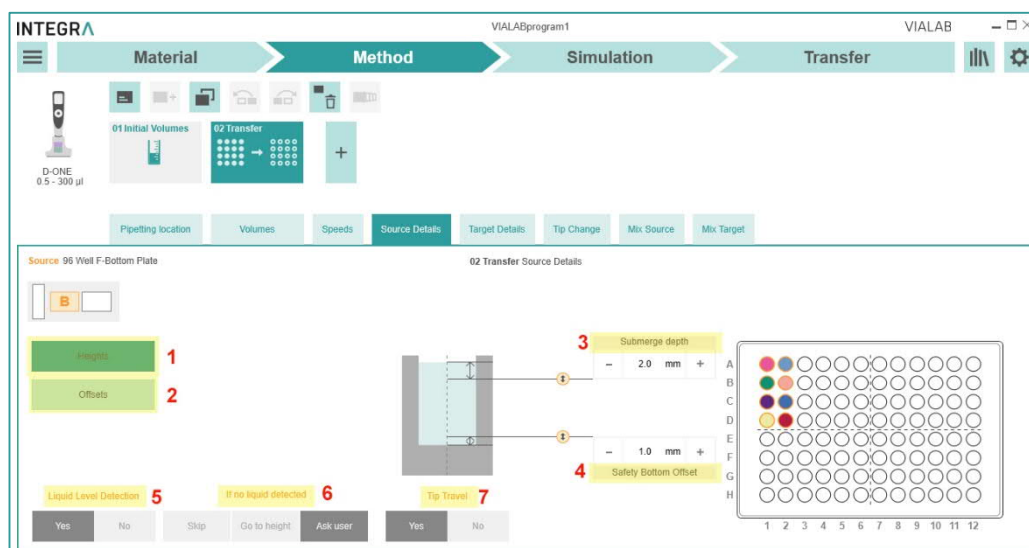 INTEGRA
VIALABprogram1
VIALAB
Material
Method
Simulation
Transfer
01 Initial Volumes
02 Transfer
+
D-ONE
0.5 - 300 µl
Pipetting location
Volumes
Speeds
Source Details
Target Details
Tip Change
Mix Source
Mix Target
Source 96 Well F-Bottom Plate
02 Transfer Source Details
B
Heights
1
Offsets
2
3
Submerge depth
- 2.0 mm +
- 1.0 mm +
4
Safety Bottom Offset
A
B
C
D
E
F
G
H
1 2 3 4 5 6 7 8 9 10 11 12
Liquid Level Detection 5
If no liquid detected 6
Tip Travel 7
Yes No
Skip Go to height Ask user
Yes No